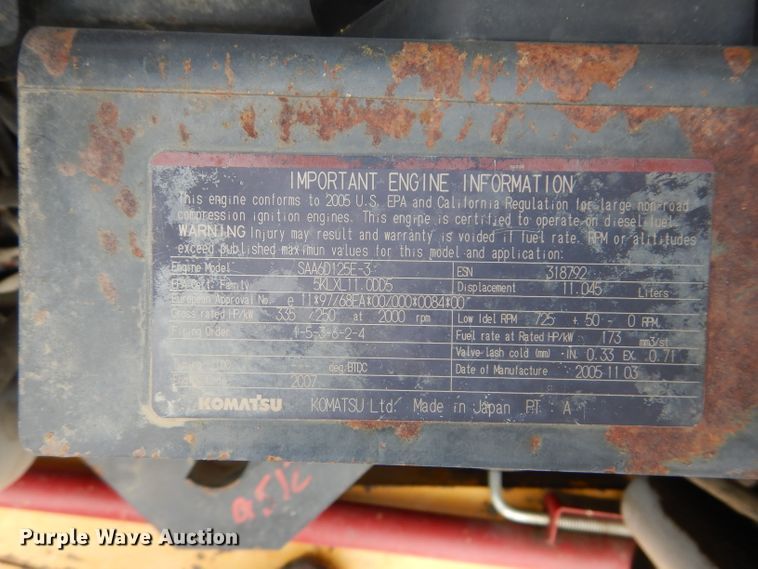 IMPORTANT ENGINE INFORMATION
This engine conforms to 2005 U.S. EPA and California Regulation for large non-road
compression ignition engines. This engine is certified to operate on diesel fuel.
WARNING Injury may result and warranty is voided if fuel rate. RPM or altitudes
exceed published maximun values for this model and application:
Engine Model SAA6D125E-3 ESN 318792
EPA Cert. Family 5KLXL11.0DD5 Displacement 11.045 Liters
European Approval No. e 11*97/68EA*00/000*0084*00
Gross rated HP/kW 335 /250 at 2000 rpm Low Idel RPM 725 + 50 - 0 RPM
Firing Order 1-5-3-6-2-4 Fuel rate at Rated HP/kW 173 mm3/st
Valve lash cold (mm) IN. 0.33 EX. 0.71
deg.BTDC Date of Manufacture 2005 11 03
2007
KOMATSU KOMATSU Ltd. Made in Japan PT : A
Purple Wave Auction